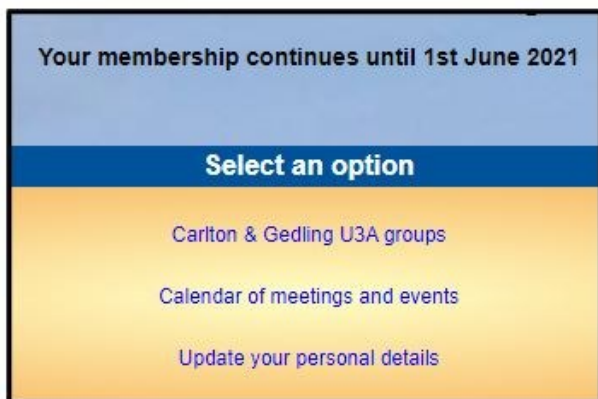 Your membership continues until 1st June 2021
Select an option
Carlton & Gedling U3A groups
Calendar of meetings and events
Update your personal details